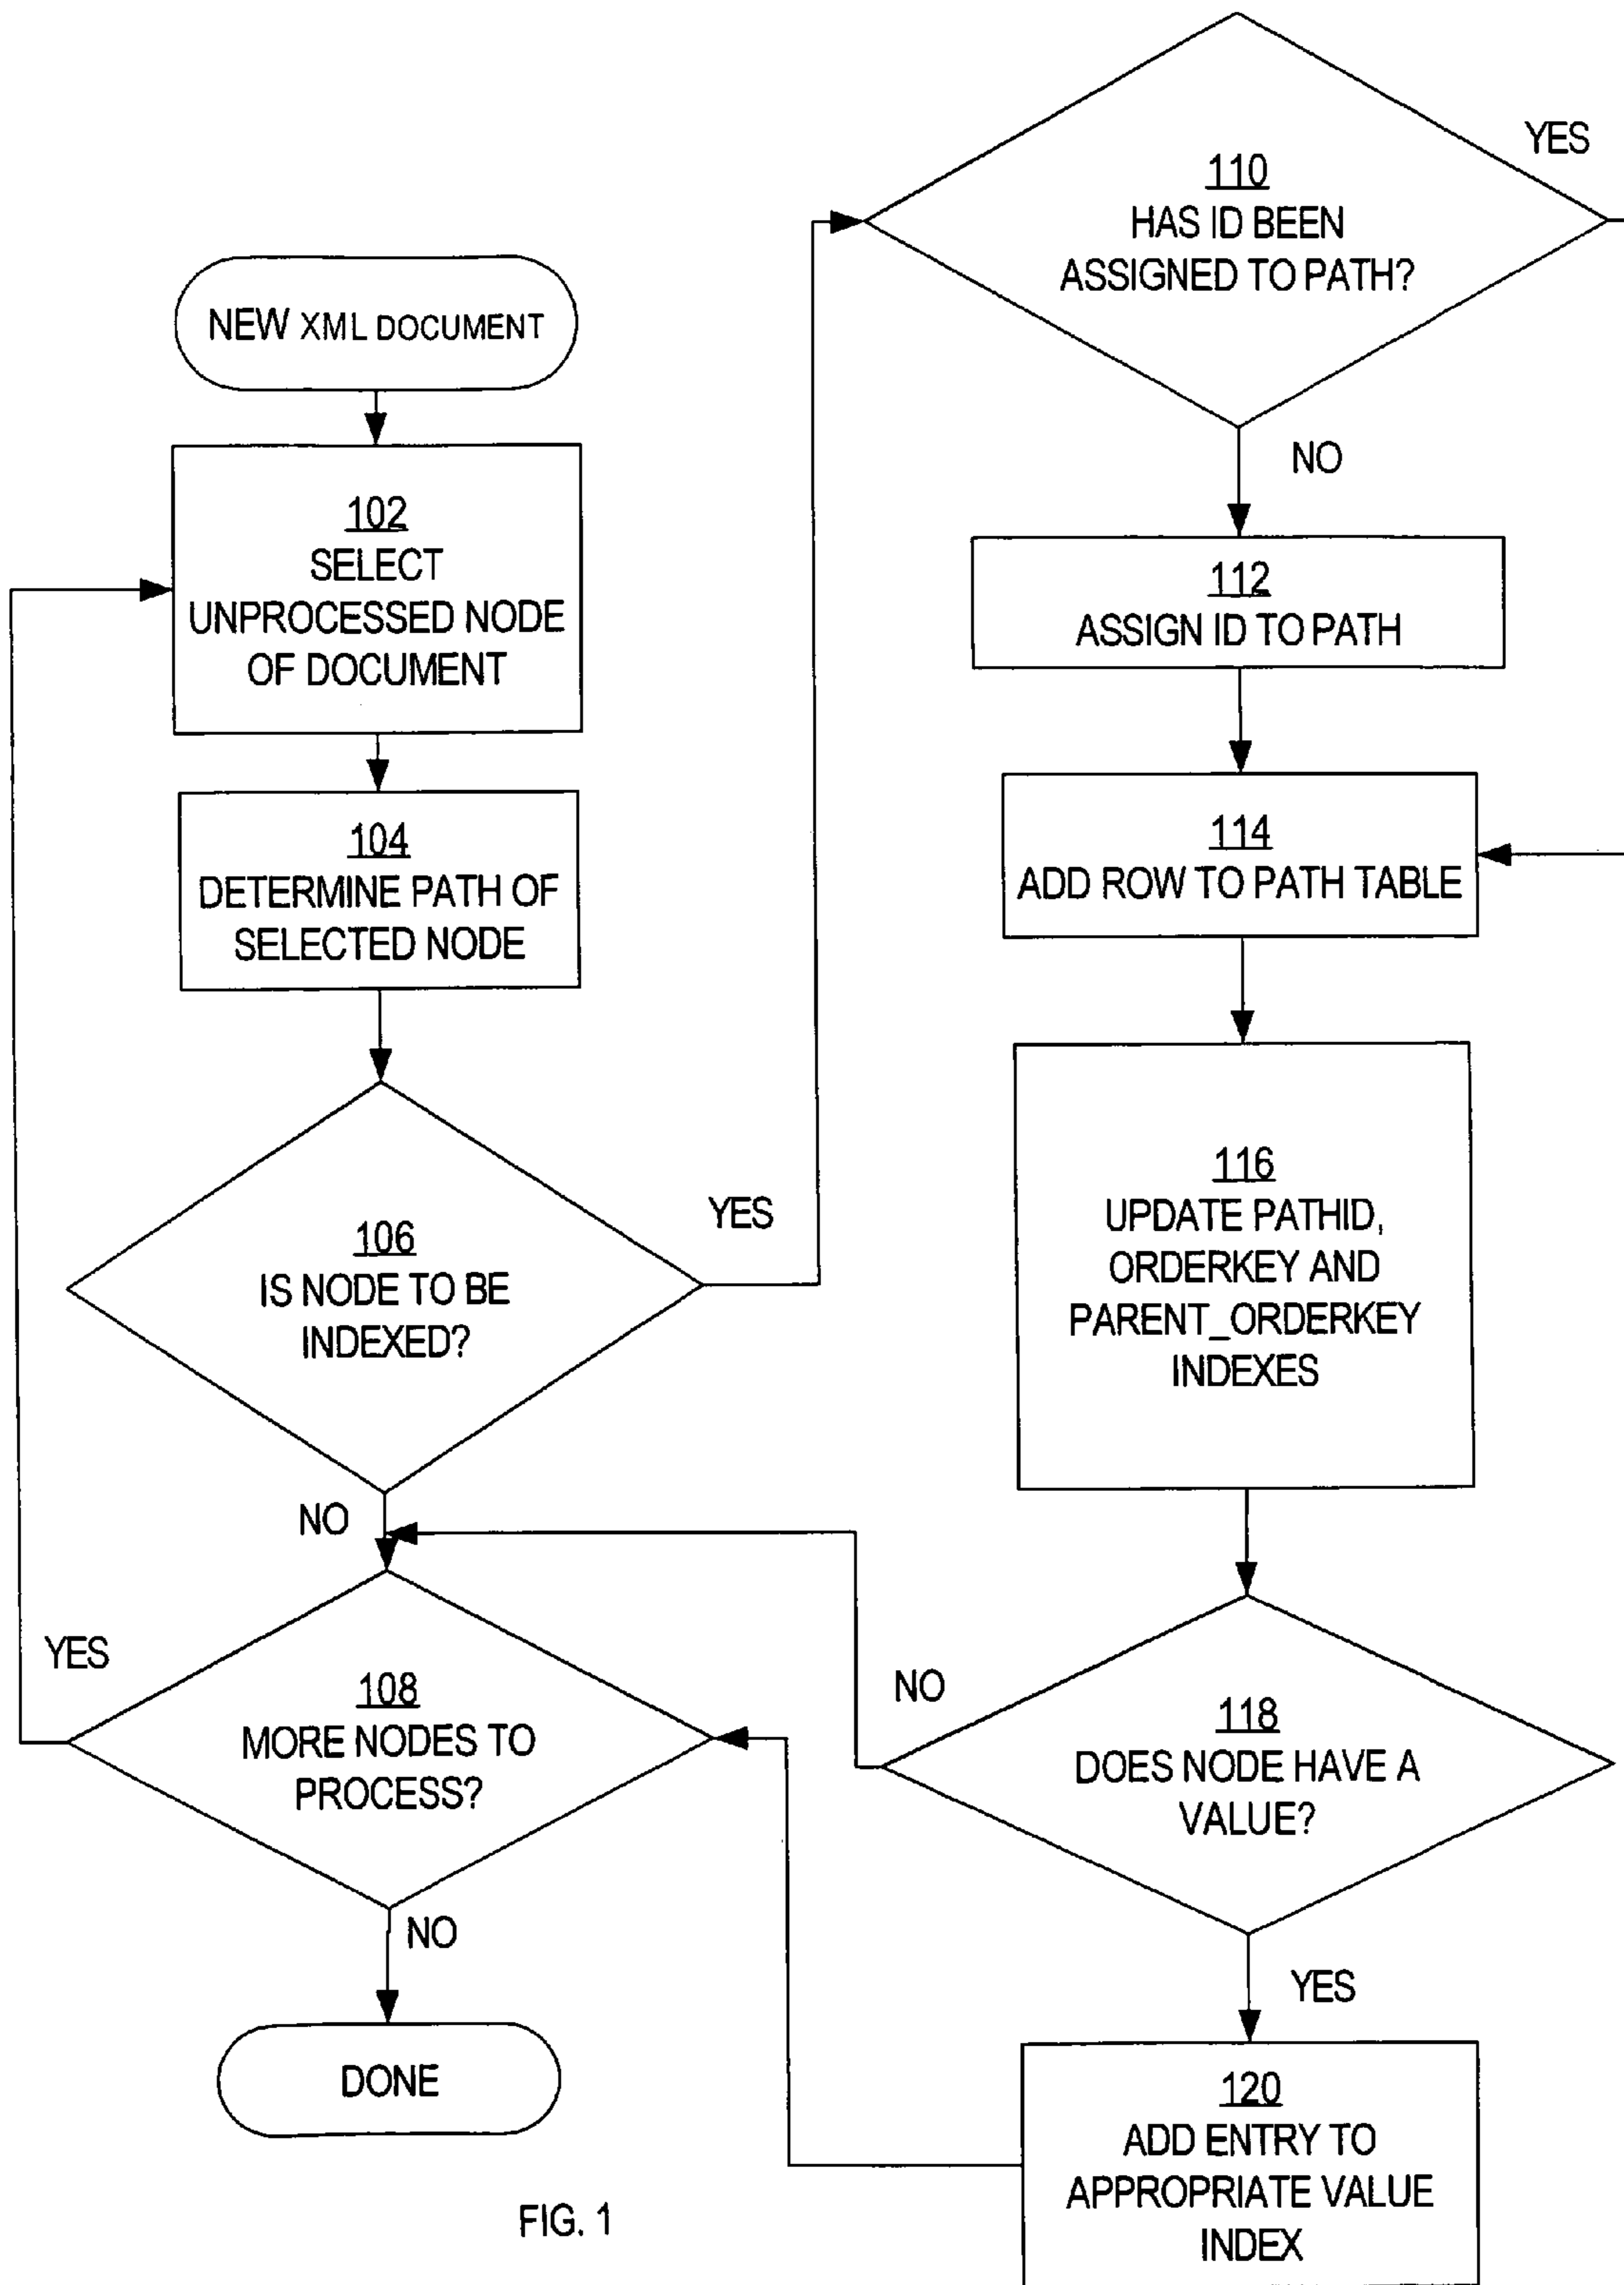 NEW XML DOCUMENT
102
SELECT
UNPROCESSED NODE
OF DOCUMENT
104
DETERMINE PATH OF
SELECTED NODE
106
IS NODE TO BE
INDEXED?
YES
NO
108
MORE NODES TO
PROCESS?
YES
NO
DONE
110
HAS ID BEEN
ASSIGNED TO PATH?
YES
NO
112
ASSIGN ID TO PATH
114
ADD ROW TO PATH TABLE
116
UPDATE PATHID,
ORDERKEY AND
PARENT_ORDERKEY
INDEXES
118
DOES NODE HAVE A
VALUE?
NO
YES
120
ADD ENTRY TO
APPROPRIATE VALUE
INDEX
FIG. 1